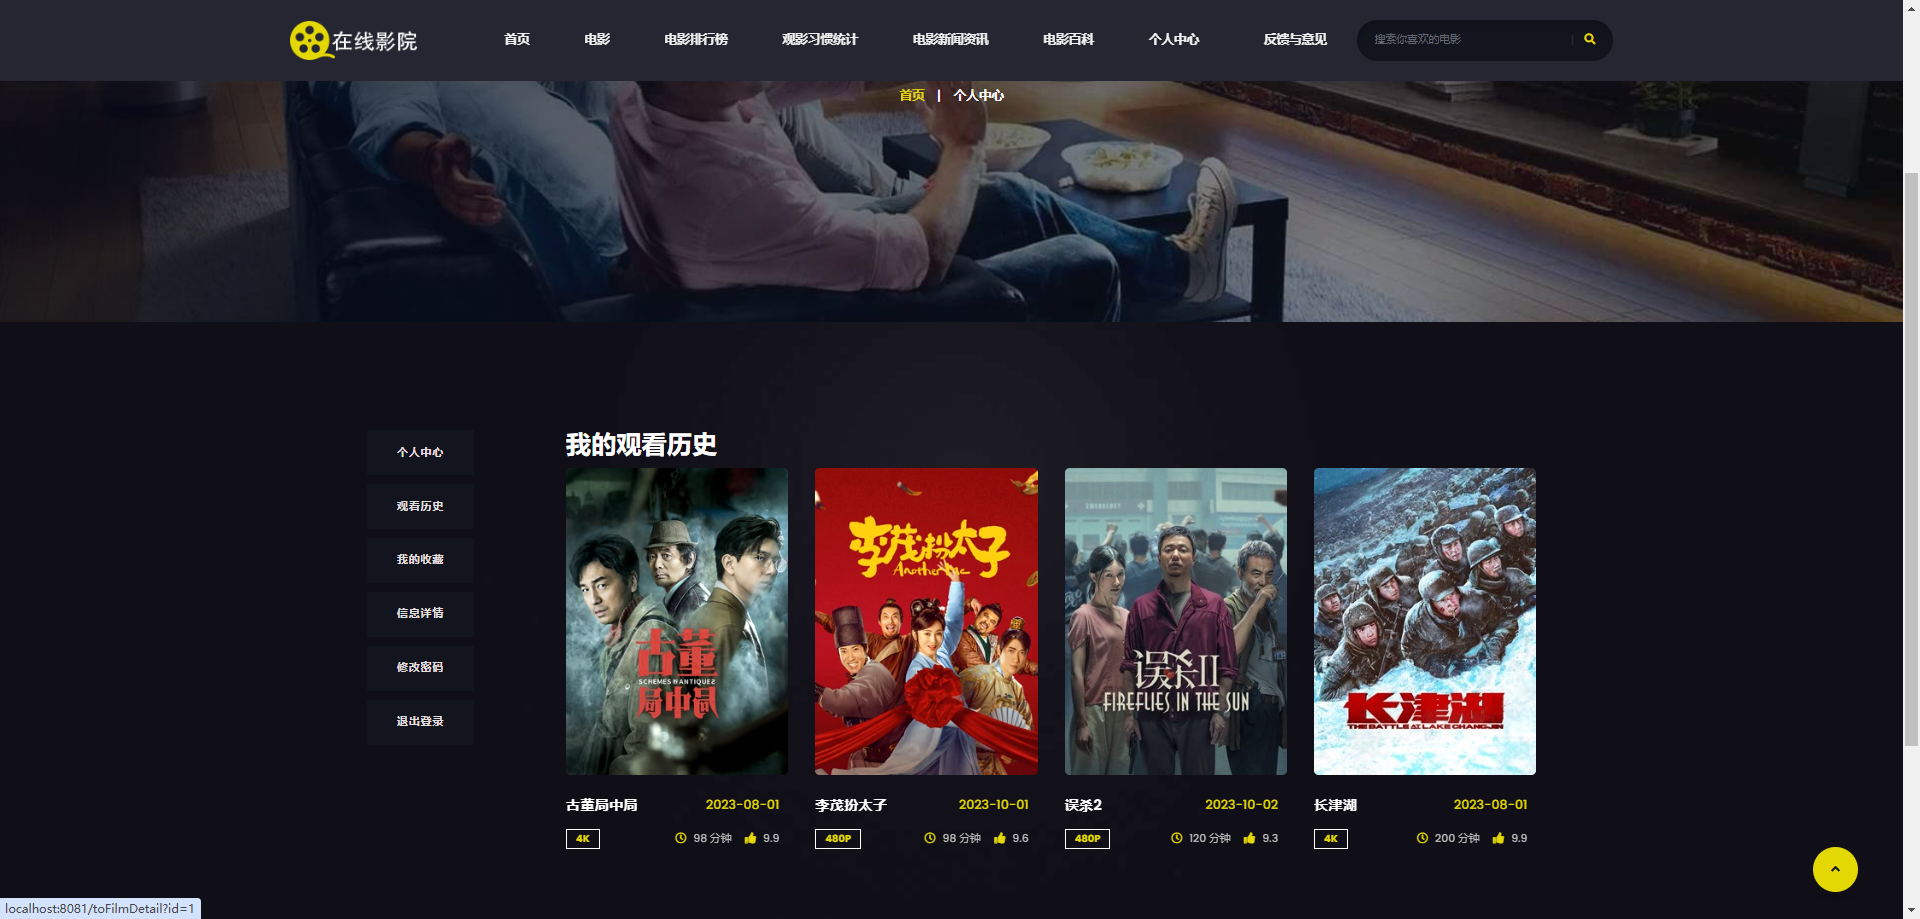 在线影院
首页 电影 电影排行榜 观影习惯统计 电影新闻资讯 电影百科 个人中心 反馈与意见
搜索你喜欢的电影
首页 | 个人中心
个人中心
观看历史
我的收藏
信息详情
修改密码
退出登录
我的观看历史
古董
SCHEMES IN ANTIQUES
局中局
李茂扮太子
Another Me
误杀II
FIREFLIES IN THE SUN
长津湖
THE BATTLE AT LAKE CHANGJIN
古董局中局 2023-08-01
4K 98 分钟 9.9
李茂扮太子 2023-10-01
480P 98 分钟 9.6
误杀2 2023-10-02
480P 120 分钟 9.3
长津湖 2023-08-01
4K 200 分钟 9.9
localhost:8081/toFilmDetail?id=1